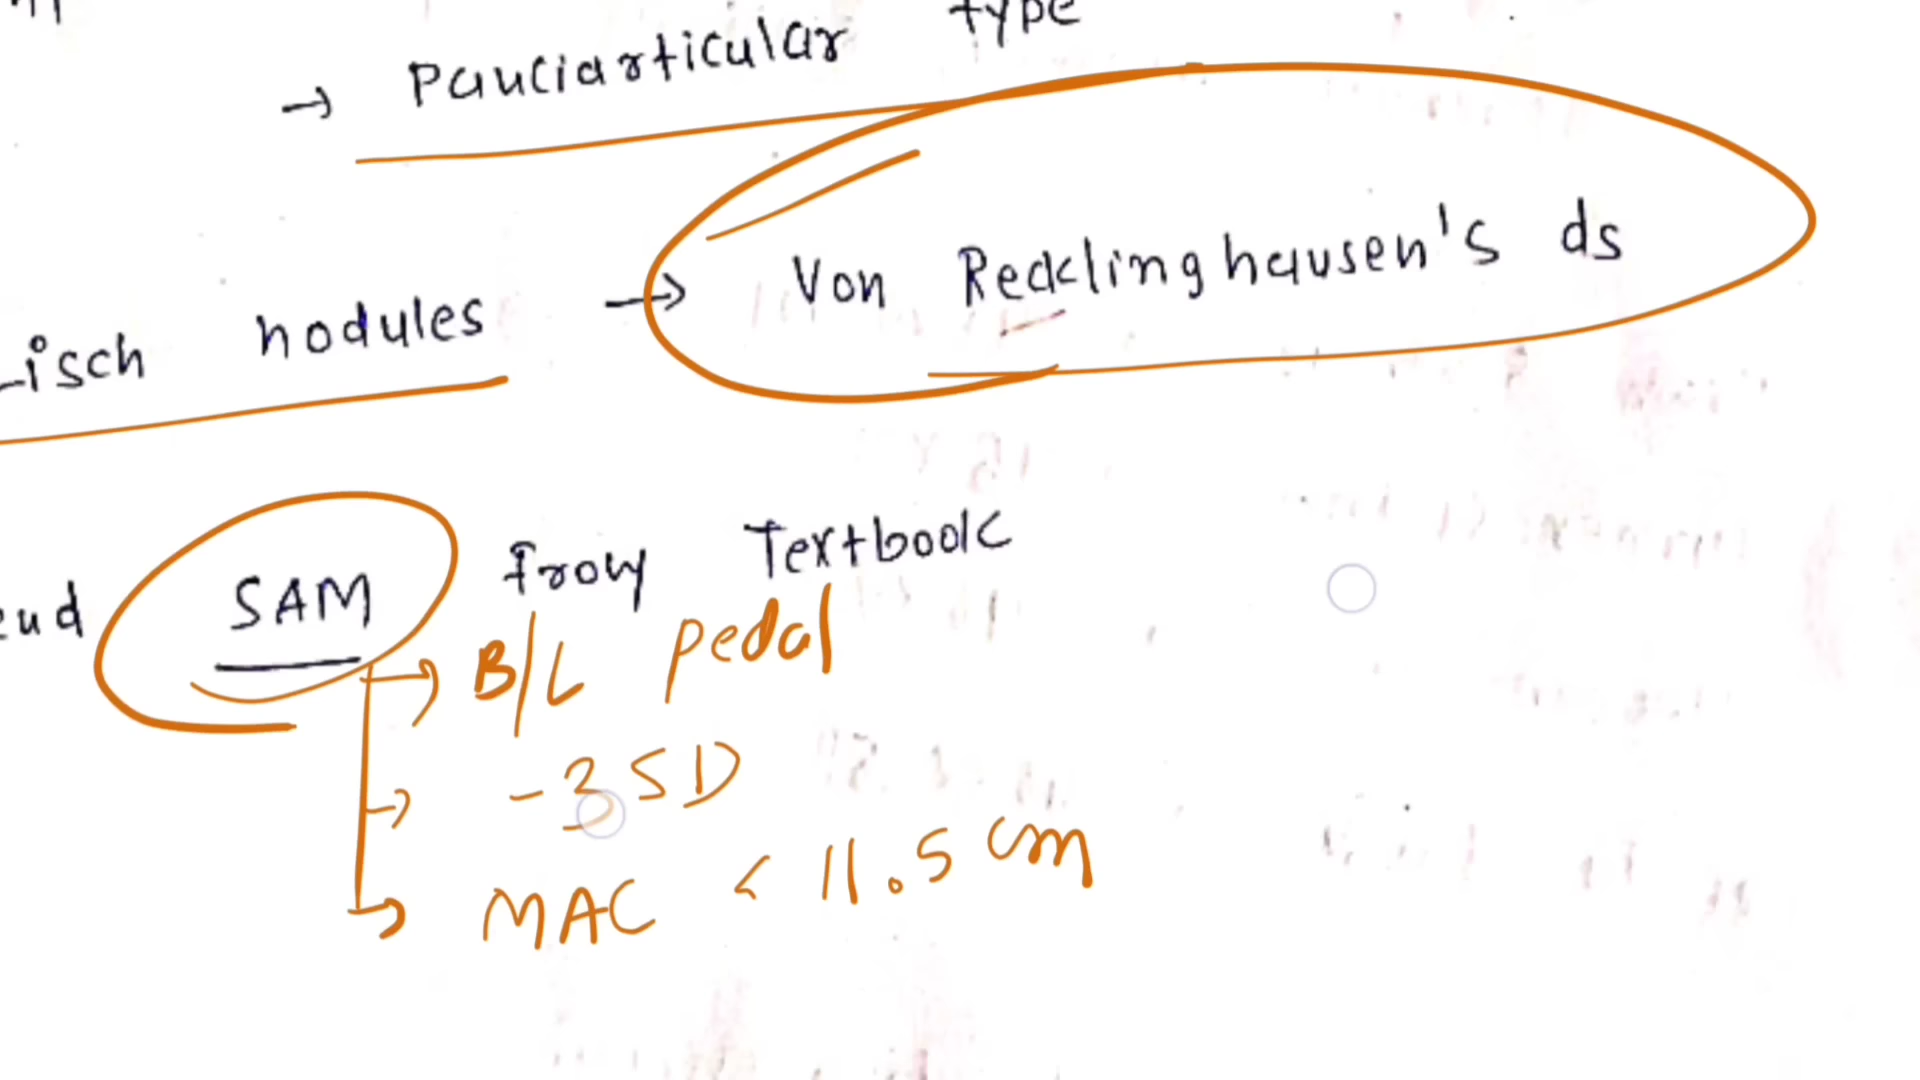 → Pauciarticular type
Lisch nodules → Von Recklinghausen's ds
SAM from Textbook
→ B/L pedal
→ -3SD
→ MAC < 11.5 cm